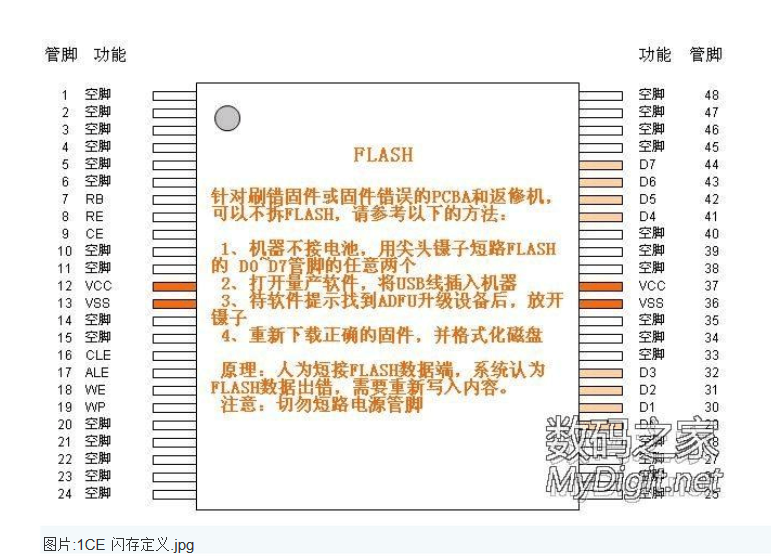 管脚 功能 功能 管脚
1 空脚 空脚 48
2 空脚 空脚 47
3 空脚 空脚 46
4 空脚 空脚 45
5 空脚 D7 44
6 空脚 D6 43
7 RB D5 42
8 RE D4 41
9 CE 空脚 40
10 空脚 空脚 39
11 空脚 空脚 38
12 VCC VCC 37
13 VSS VSS 36
14 空脚 空脚 35
15 空脚 空脚 34
16 CLE 空脚 33
17 ALE D3 32
18 WE D2 31
19 WP D1 30
20 空脚
21 空脚
22 空脚
23 空脚
24 空脚 空脚 25
FLASH
针对刷错固件或固件错误的PCBA和返修机,
可以不拆FLASH, 请参考以下的方法:
1、机器不接电池, 用尖头镊子短路FLASH
的 D0~D7管脚的任意两个
2、打开量产软件, 将USB线插入机器
3、待软件提示找到ADFU升级设备后, 放开
镊子
4、重新下载正确的固件, 并格式化磁盘
原理: 人为短接FLASH数据端, 系统认为
FLASH数据出错, 需要重新写入内容。
注意: 切勿短路电源管脚
数码之家
MyDigit.net
图片:1CE 闪存定义.jpg